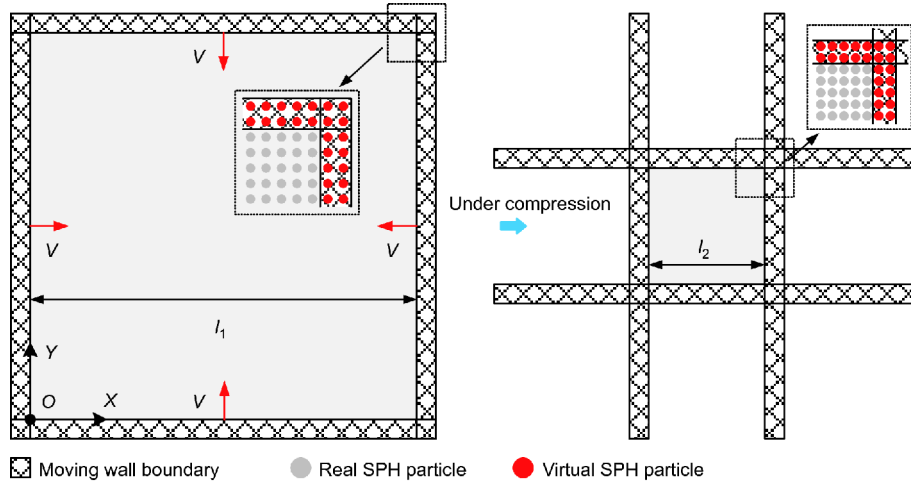 V
V
V
Under compression
l2
l1
Y
O
X
V
Moving wall boundary
Real SPH particle
Virtual SPH particle